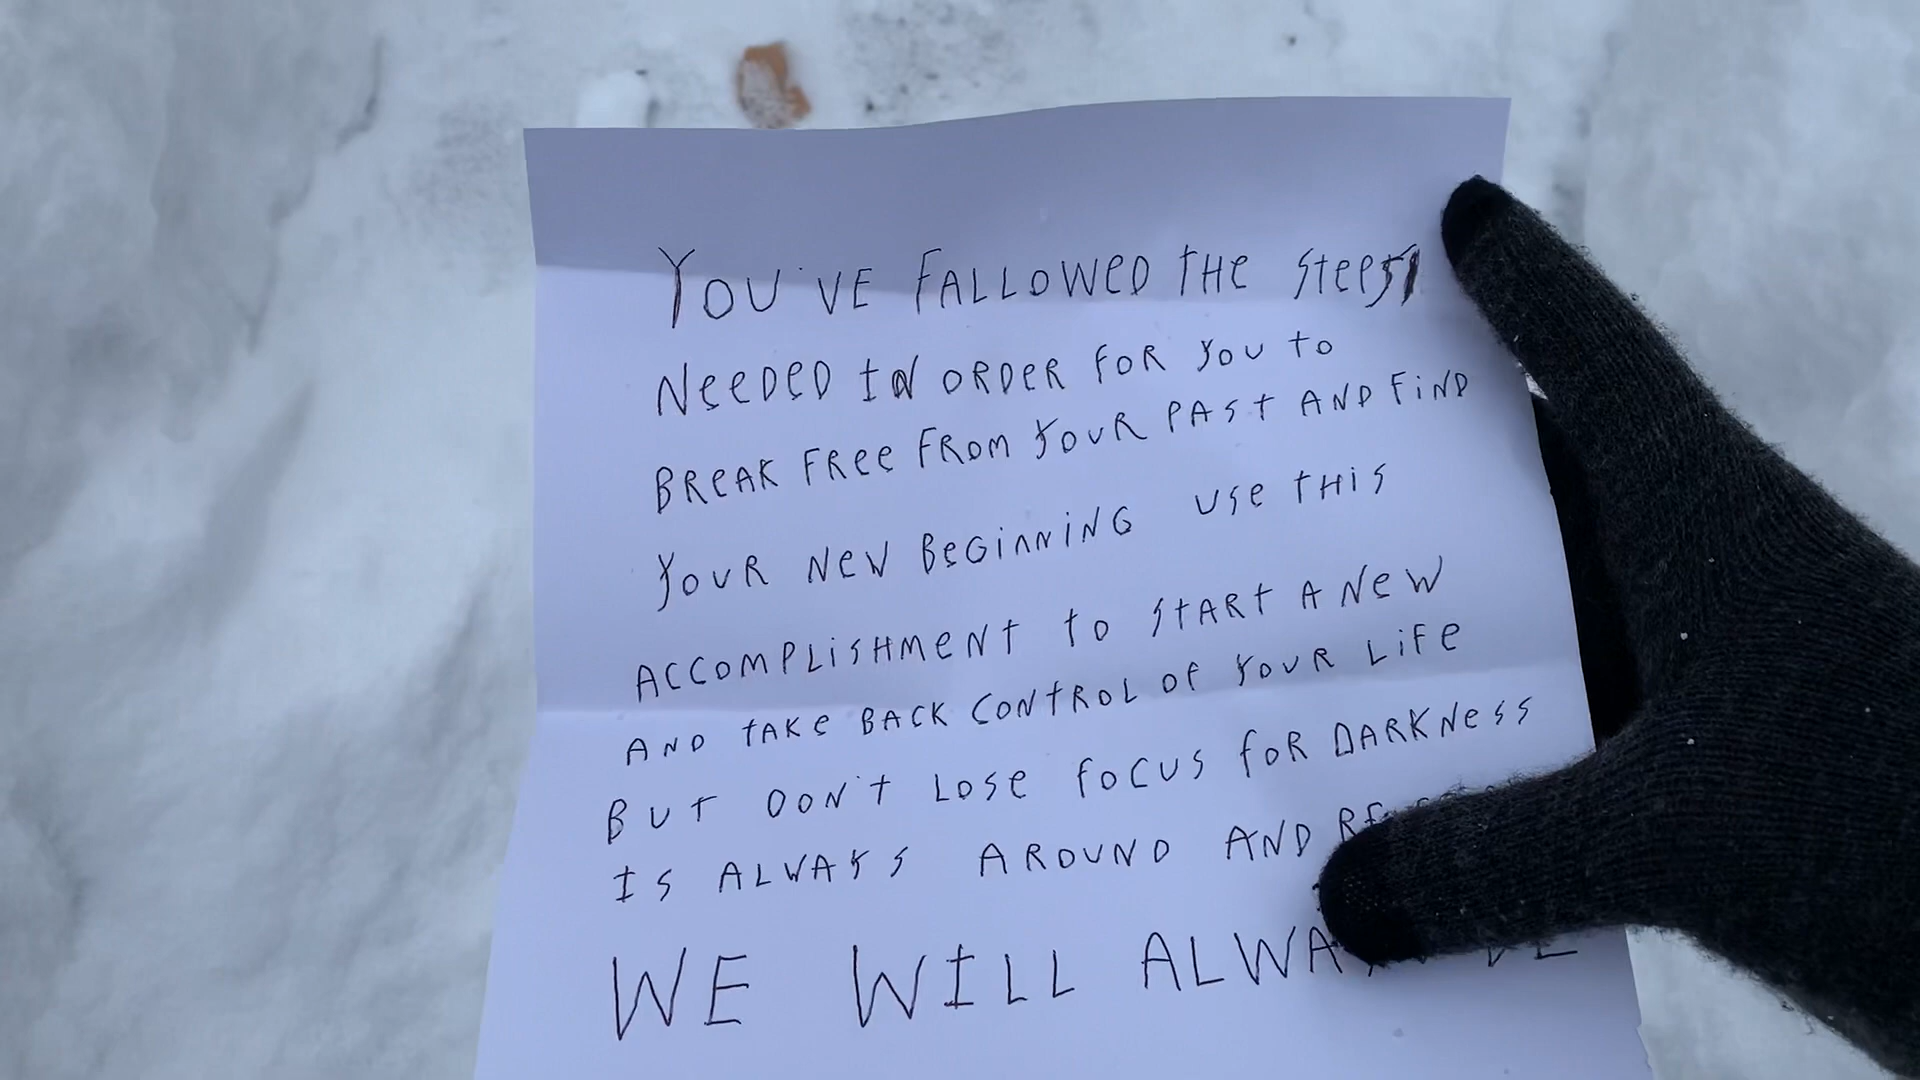 YOU'VE FALLOWED THE STEPS
NEEDED IN ORDER FOR YOU TO
BREAK FREE FROM YOUR PAST AND FIND
YOUR NEW BEGINNING USE THIS
ACCOMPLISHMENT TO START A NEW
AND TAKE BACK CONTROL OF YOUR LIFE
BUT DON'T LOSE FOCUS FOR DARKNESS
IS ALWAYS AROUND AND
WE WILL